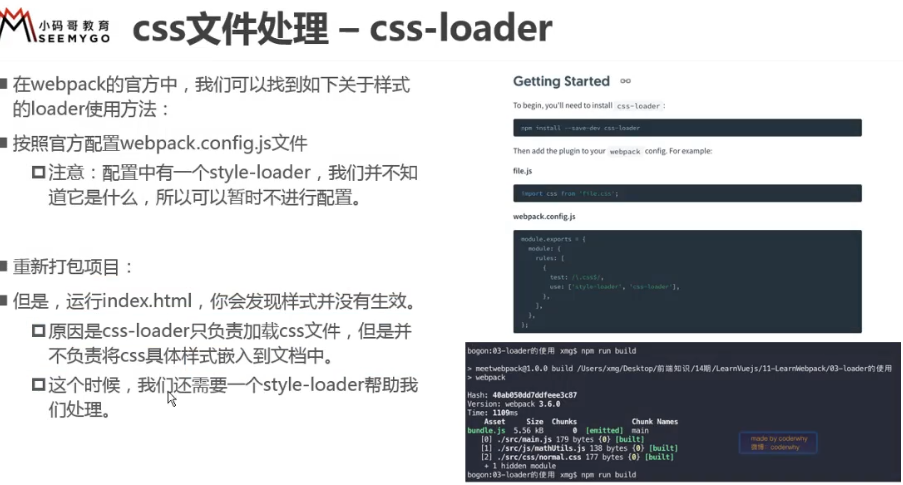 小码哥教育
SEEMYGO
css文件处理 – css-loader
在webpack的官方中，我们可以找到如下关于样式
的loader使用方法：
按照官方配置webpack.config.js文件
注意：配置中有一个style-loader，我们并不知
道它是什么，所以可以暂时不进行配置。
重新打包项目：
但是，运行index.html，你会发现样式并没有生效。
原因是css-loader只负责加载css文件，但是并
不负责将css具体样式嵌入到文档中。
这个时候，我们还需要一个style-loader帮助我
们处理。
Getting Started
To begin, you'll need to install css-loader :
npm install --save-dev css-loader
Then add the plugin to your webpack config. For example:
file.js
import css from 'file.css';
webpack.config.js
module.exports = {
module: {
rules: [
{
test: /\.css$/,
use: ['style-loader', 'css-loader'],
},
],
},
};
bogon:03-loader的使用 xmg$ npm run build
> meetwebpack@1.0.0 build /Users/xmg/Desktop/前端知识/14期/LearnVuejs/11-LearnWebpack/03-loader的使用
> webpack
Hash: 40ab050dd7ddfeee3c87
Version: webpack 3.6.0
Time: 1109ms
Asset Size Chunks Chunk Names
bundle.js 5.56 kB 0 [emitted] main
[0] ./src/main.js 179 bytes {0} [built]
[1] ./src/js/mathUtils.js 138 bytes {0} [built]
[2] ./src/css/normal.css 177 bytes {0} [built]
+ 1 hidden module
bogon:03-loader的使用 xmg$ npm run build
made by coderwhy
微博：coderwhy